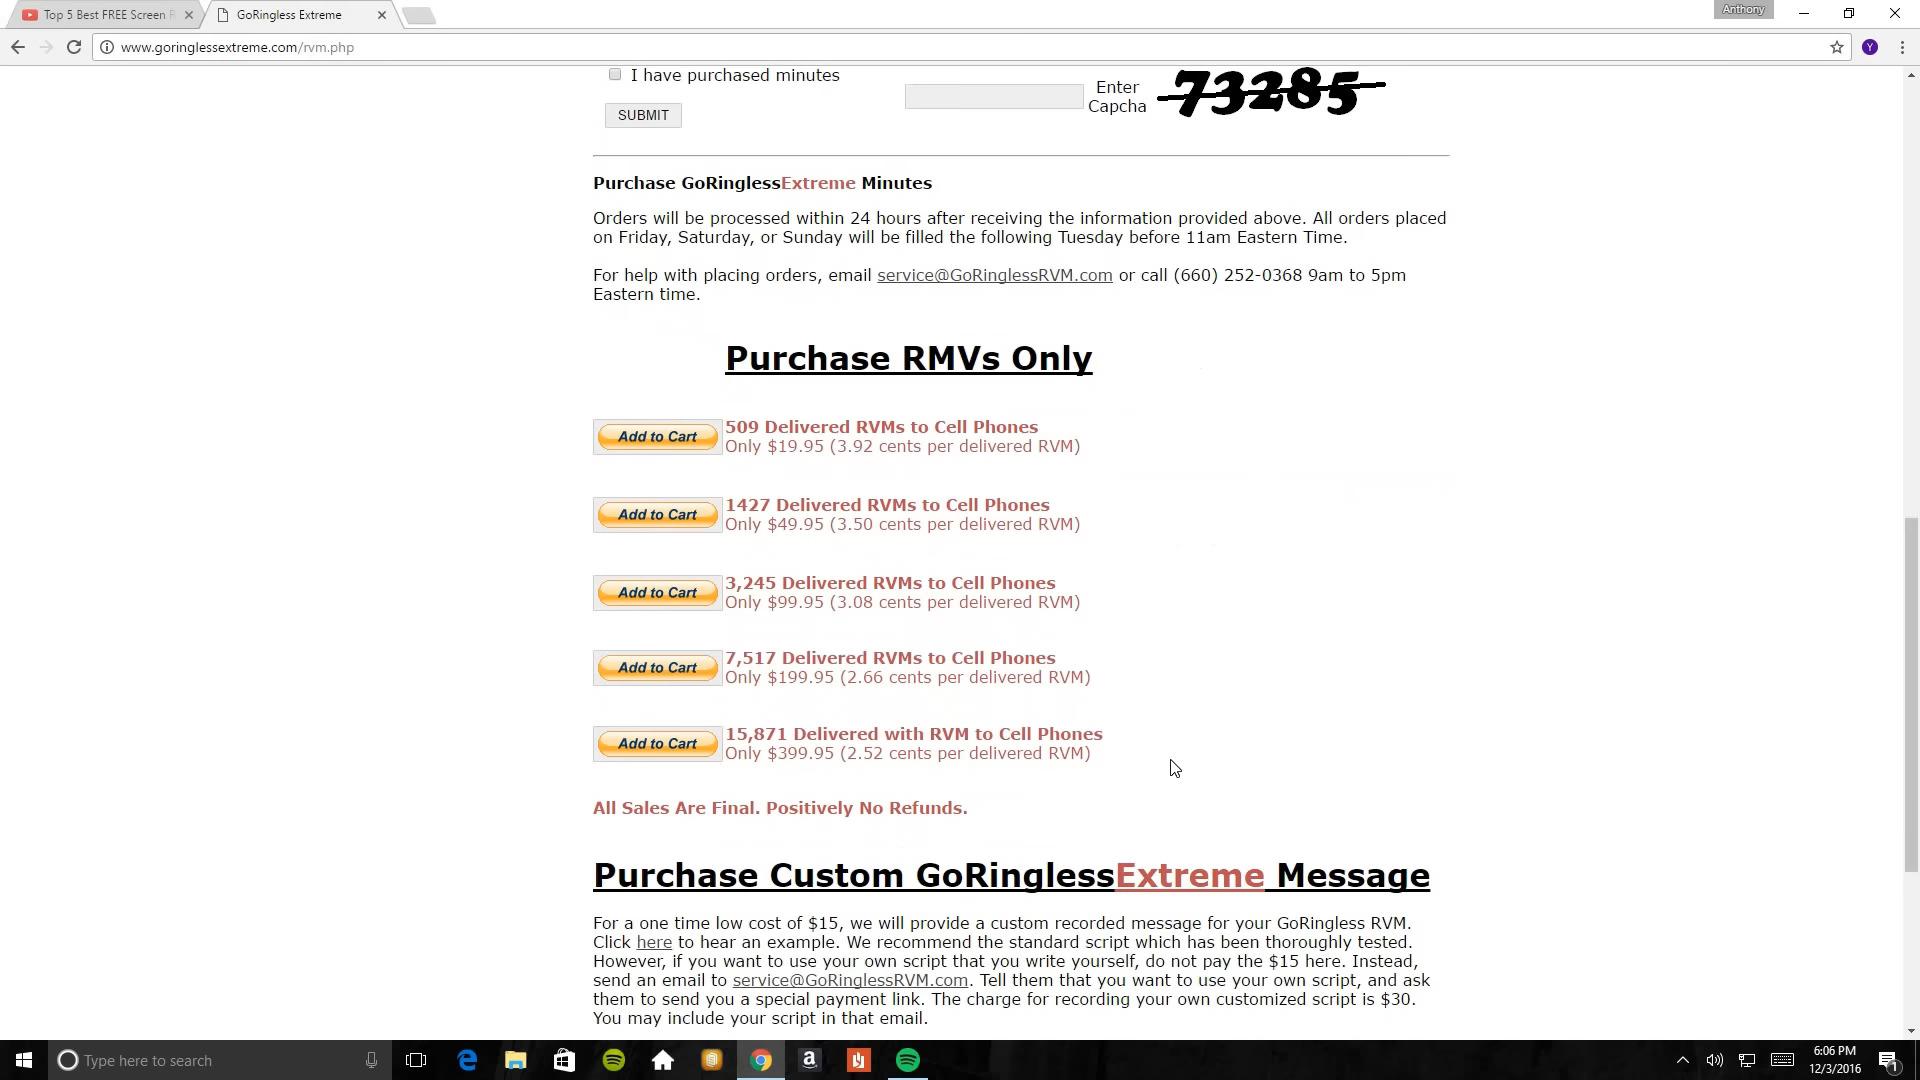 Top 5 Best FREE Screen R
GoRingless Extreme
Anthony
www.goringlessextreme.com/rvm.php
Y
I have purchased minutes
SUBMIT
Enter
Capcha
73285
Purchase GoRinglessExtreme Minutes
Orders will be processed within 24 hours after receiving the information provided above. All orders placed
on Friday, Saturday, or Sunday will be filled the following Tuesday before 11am Eastern Time.
For help with placing orders, email service@GoRinglessRVM.com or call (660) 252-0368 9am to 5pm
Eastern time.
Purchase RMVs Only
Add to Cart
509 Delivered RVMs to Cell Phones
Only $19.95 (3.92 cents per delivered RVM)
Add to Cart
1427 Delivered RVMs to Cell Phones
Only $49.95 (3.50 cents per delivered RVM)
Add to Cart
3,245 Delivered RVMs to Cell Phones
Only $99.95 (3.08 cents per delivered RVM)
Add to Cart
7,517 Delivered RVMs to Cell Phones
Only $199.95 (2.66 cents per delivered RVM)
Add to Cart
15,871 Delivered with RVM to Cell Phones
Only $399.95 (2.52 cents per delivered RVM)
All Sales Are Final. Positively No Refunds.
Purchase Custom GoRinglessExtreme Message
For a one time low cost of $15, we will provide a custom recorded message for your GoRingless RVM.
Click here to hear an example. We recommend the standard script which has been thoroughly tested.
However, if you want to use your own script that you write yourself, do not pay the $15 here. Instead,
send an email to service@GoRinglessRVM.com. Tell them that you want to use your own script, and ask
them to send you a special payment link. The charge for recording your own customized script is $30.
You may include your script in that email.
Type here to search
6:06 PM
12/3/2016
1